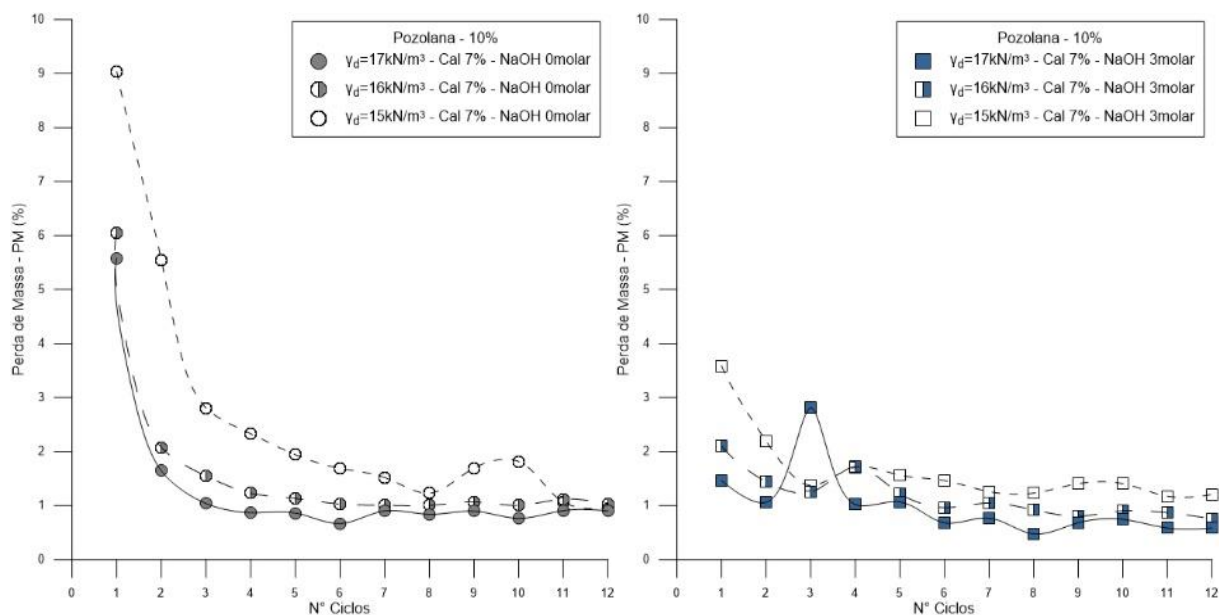 10
9
8
7
6
5
4
3
2
1
0
Perda de Massa - PM (%)
Pozolana - 10%
γd=17kN/m³ - Cal 7% - NaOH 0molar
γd=16kN/m³ - Cal 7% - NaOH 0molar
γd=15kN/m³ - Cal 7% - NaOH 0molar
0 1 2 3 4 5 6 7 8 9 10 11 12
N° Ciclos
10
9
8
7
6
5
4
3
2
1
0
Perda de Massa - PM (%)
Pozolana - 10%
γd=17kN/m³ - Cal 7% - NaOH 3molar
γd=16kN/m³ - Cal 7% - NaOH 3molar
γd=15kN/m³ - Cal 7% - NaOH 3molar
0 1 2 3 4 5 6 7 8 9 10 11 12
N° Ciclos